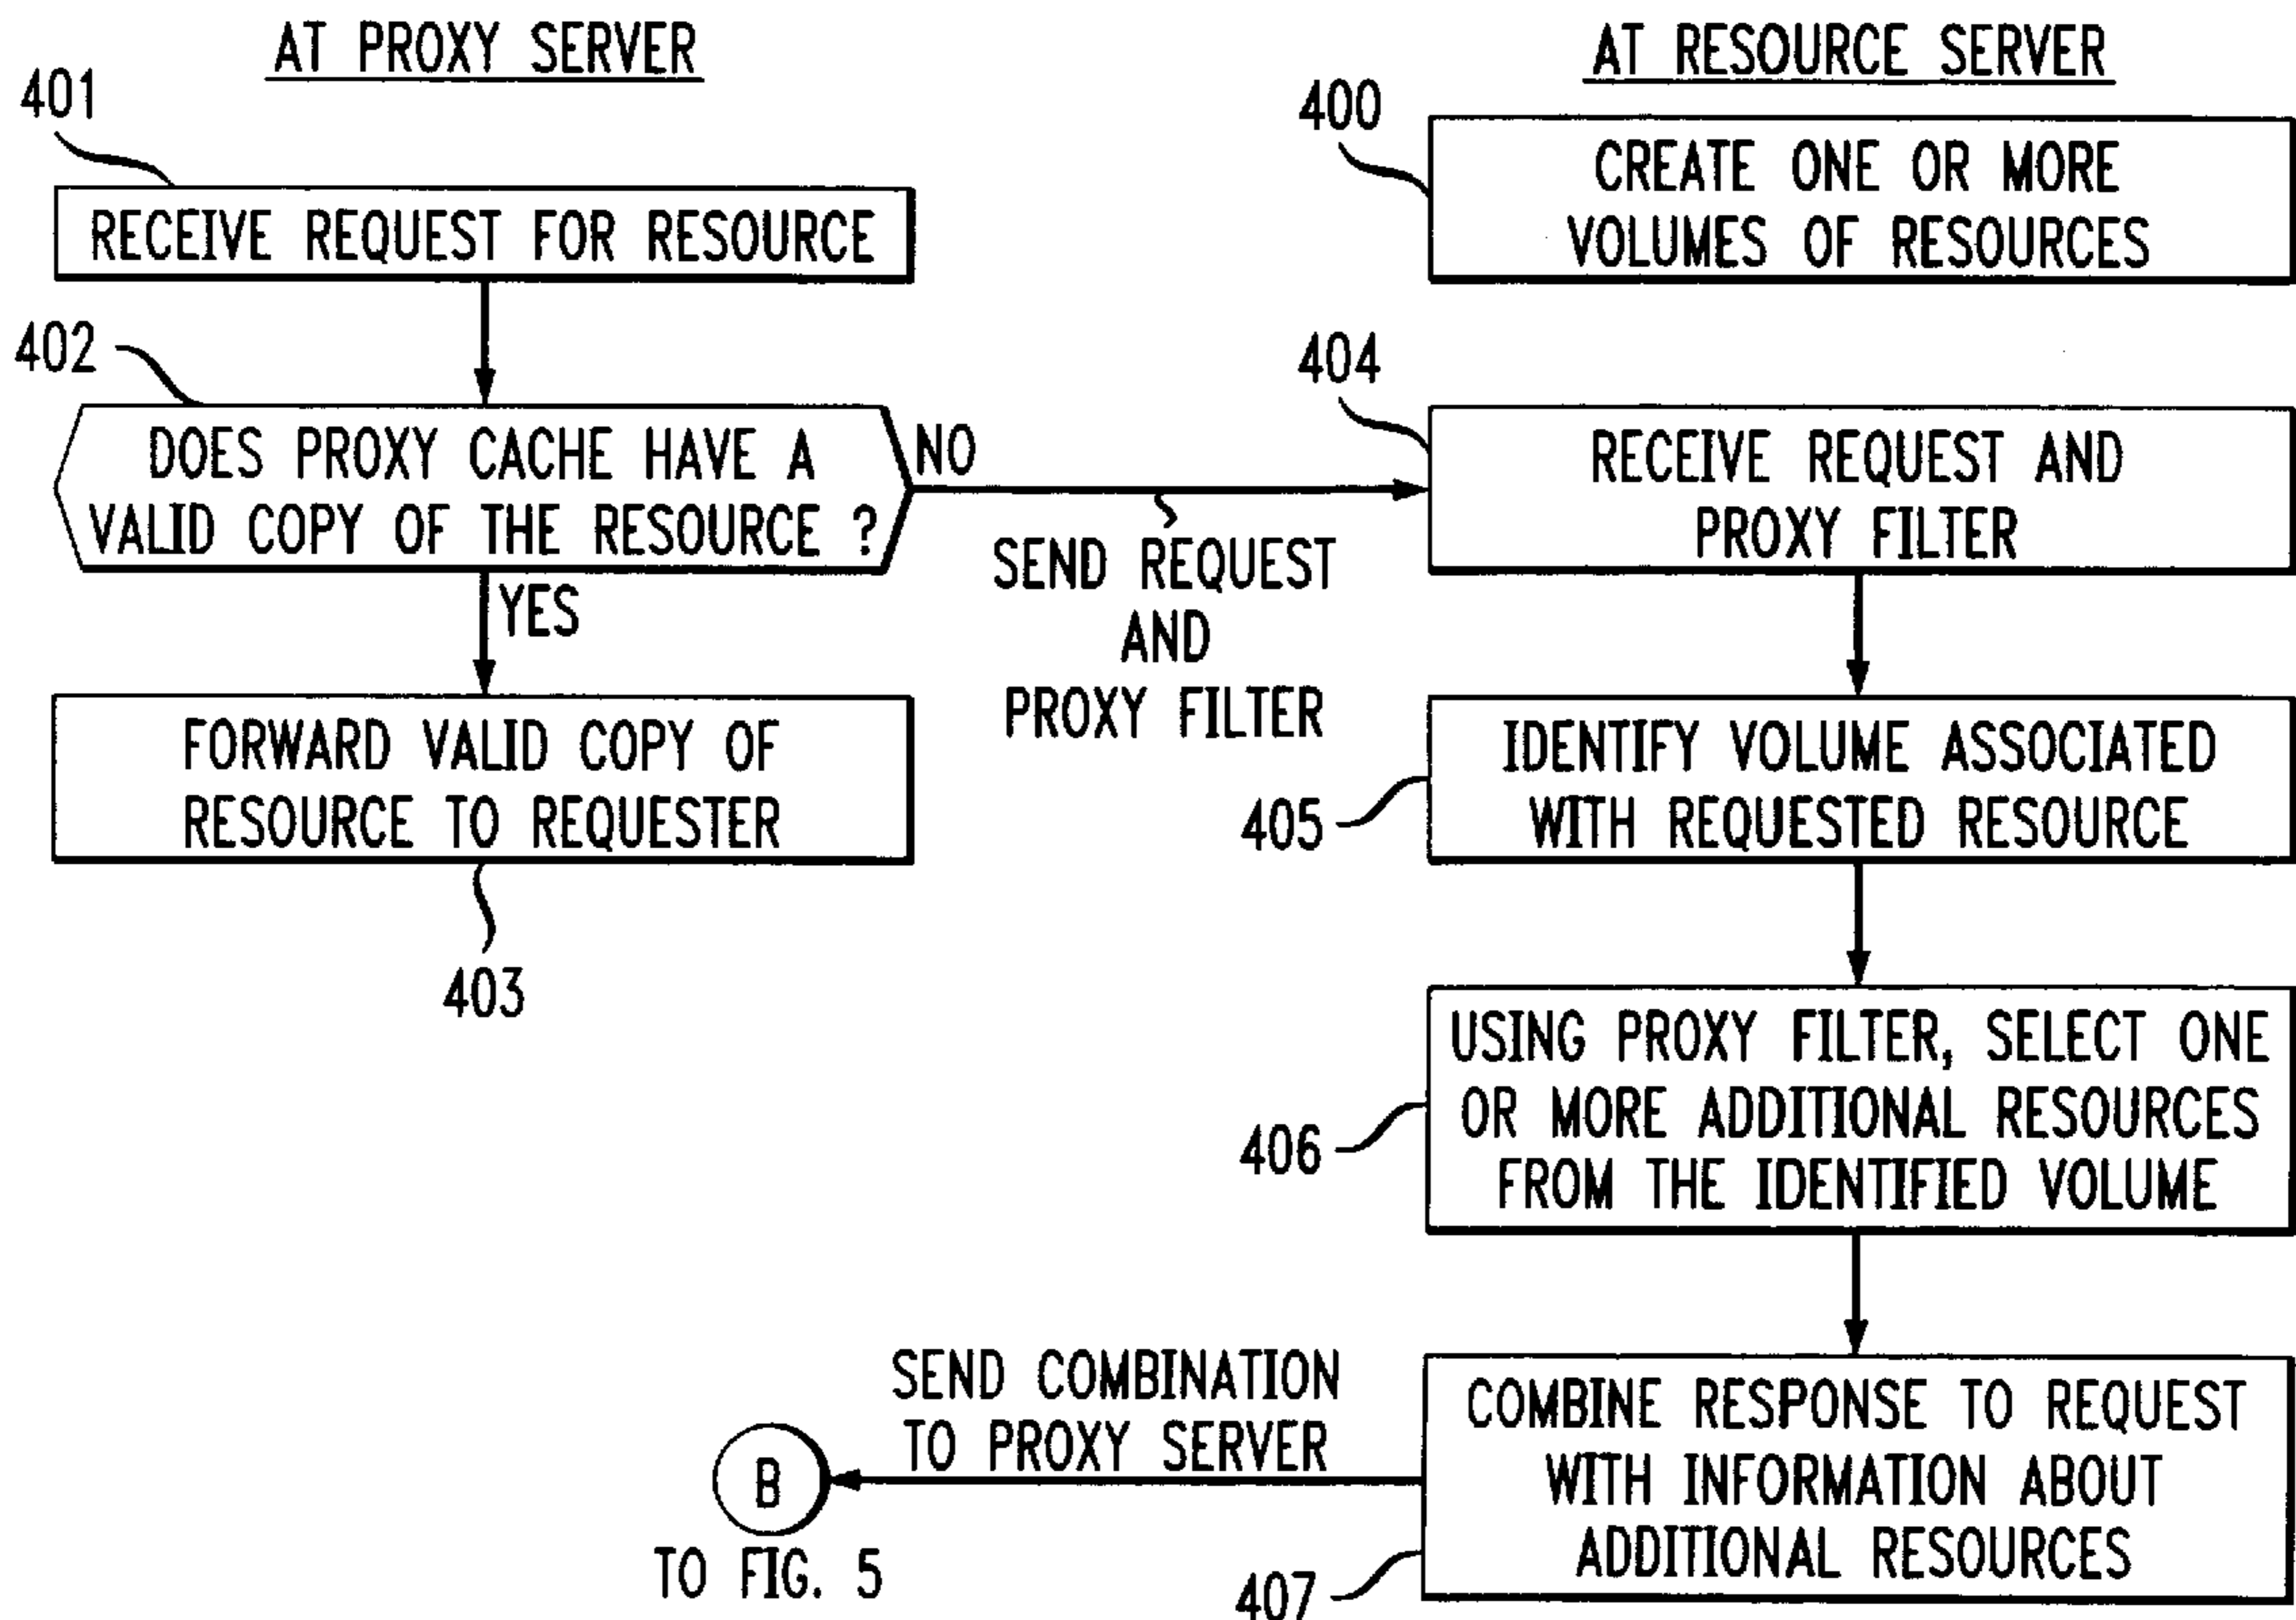 AT PROXY SERVER
401
RECEIVE REQUEST FOR RESOURCE
402
DOES PROXY CACHE HAVE A
VALID COPY OF THE RESOURCE ?
NO
YES
SEND REQUEST
AND
PROXY FILTER
FORWARD VALID COPY OF
RESOURCE TO REQUESTER
403
AT RESOURCE SERVER
400
CREATE ONE OR MORE
VOLUMES OF RESOURCES
404
RECEIVE REQUEST AND
PROXY FILTER
IDENTIFY VOLUME ASSOCIATED
WITH REQUESTED RESOURCE
405
USING PROXY FILTER, SELECT ONE
OR MORE ADDITIONAL RESOURCES
FROM THE IDENTIFIED VOLUME
406
COMBINE RESPONSE TO REQUEST
WITH INFORMATION ABOUT
ADDITIONAL RESOURCES
407
SEND COMBINATION
TO PROXY SERVER
B
TO FIG. 5